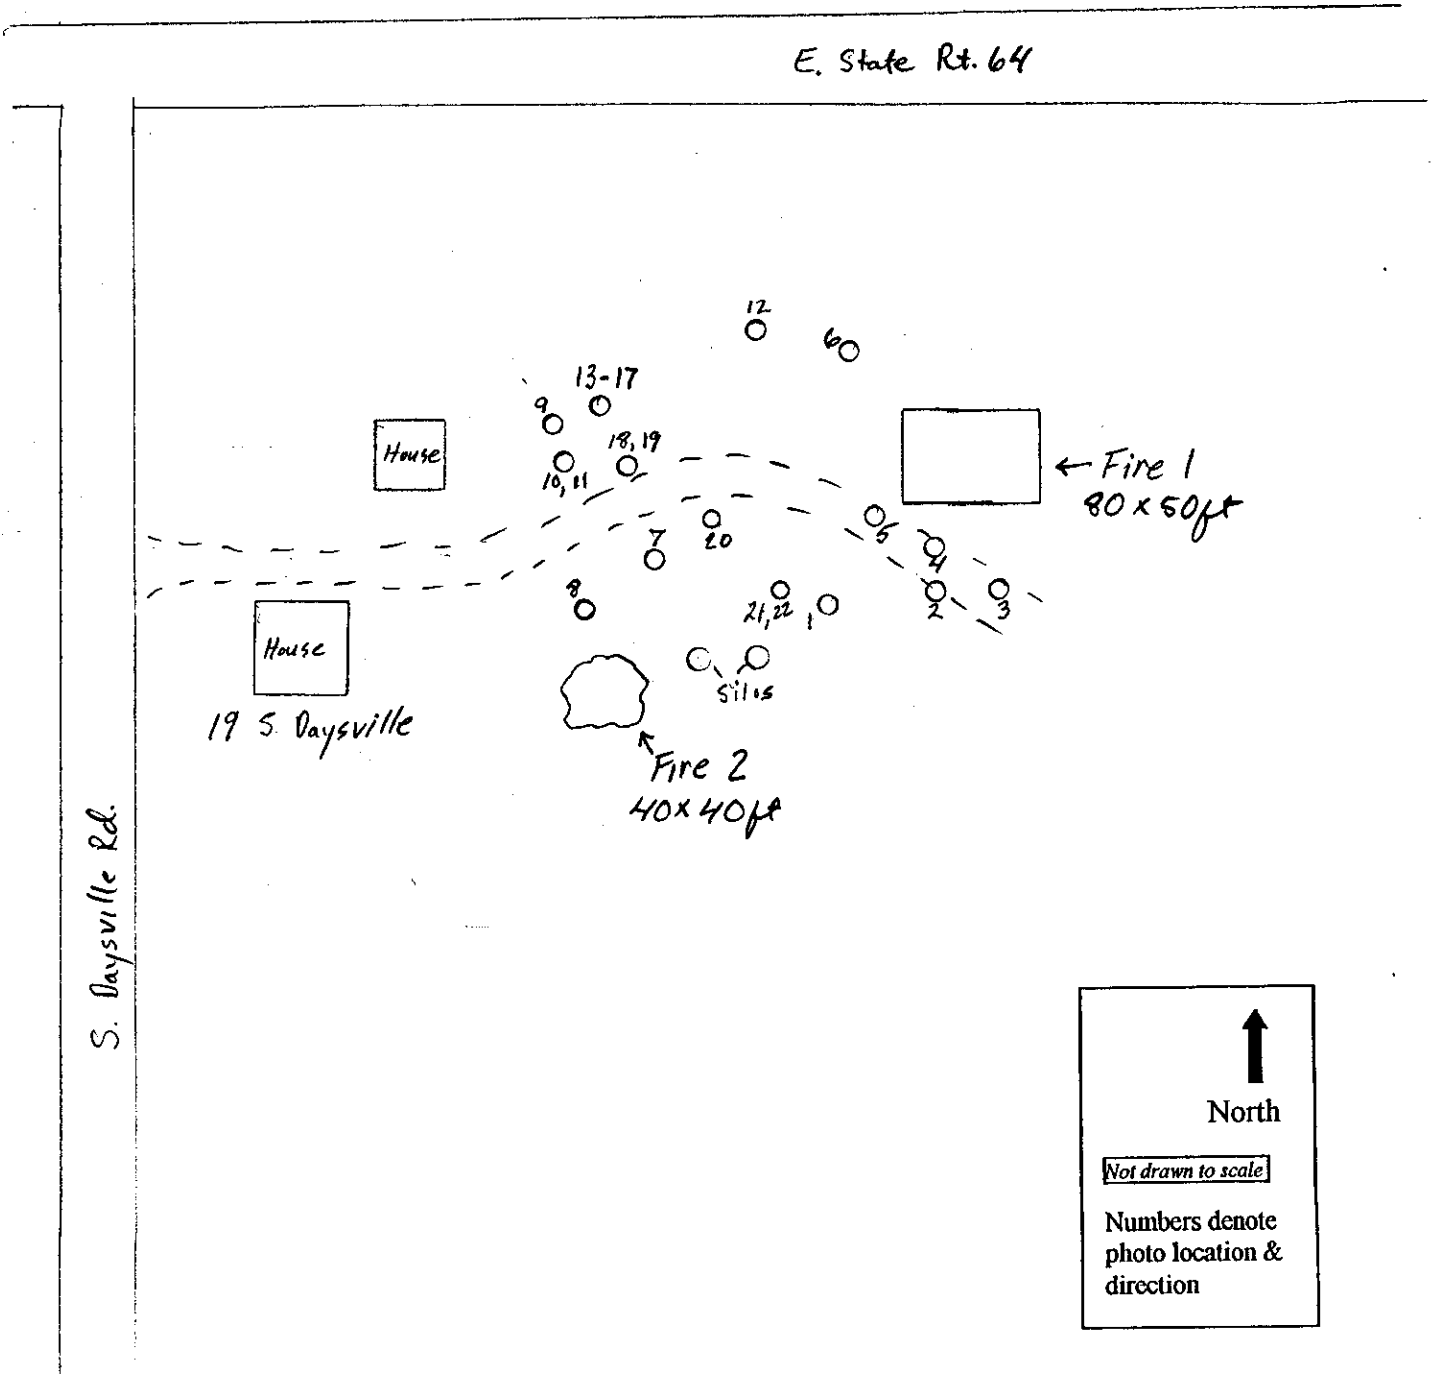 E. State Rt. 64
12
6
13-17
9
18, 19
House
10, 11
← Fire 1
80 x 50ft
5
20
7
4
8
21, 22
1
2
3
House
silos
19 S. Daysville
Fire 2
40 x 40ft
S. Daysville Rd.
North
Not drawn to scale
Numbers denote
photo location &
direction